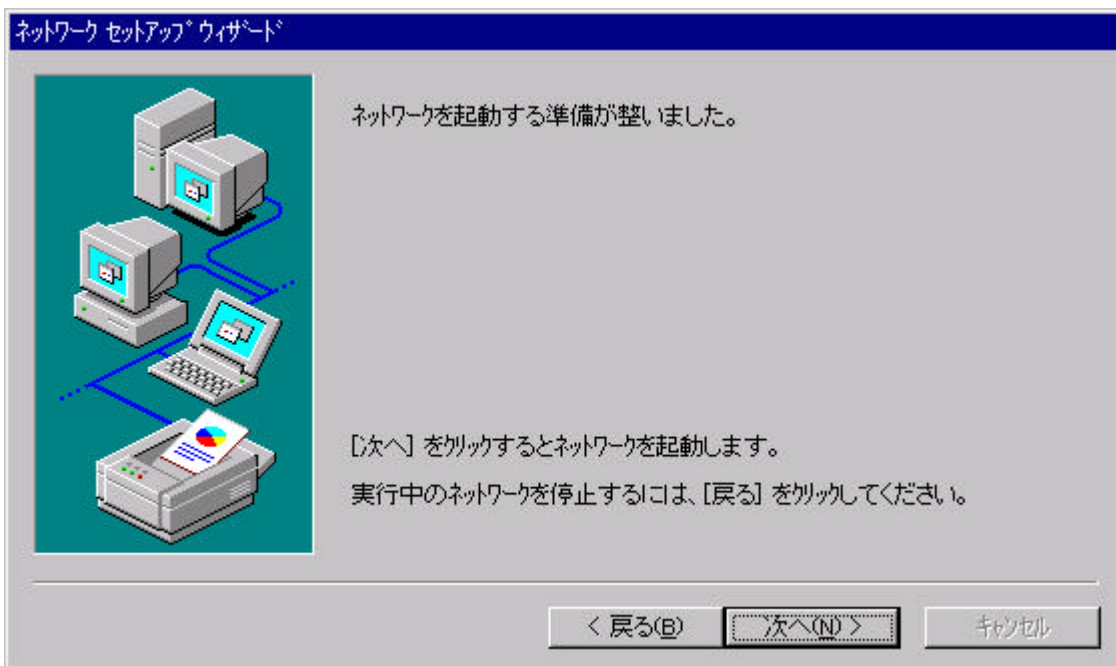 ネットワーク セットアップ ウィザード
ネットワークを起動する準備が整いました。
[次へ] をクリックするとネットワークを起動します。
実行中のネットワークを停止するには、[戻る] をクリックしてください。
< 戻る(B)
次へ(N) >
キャンセル